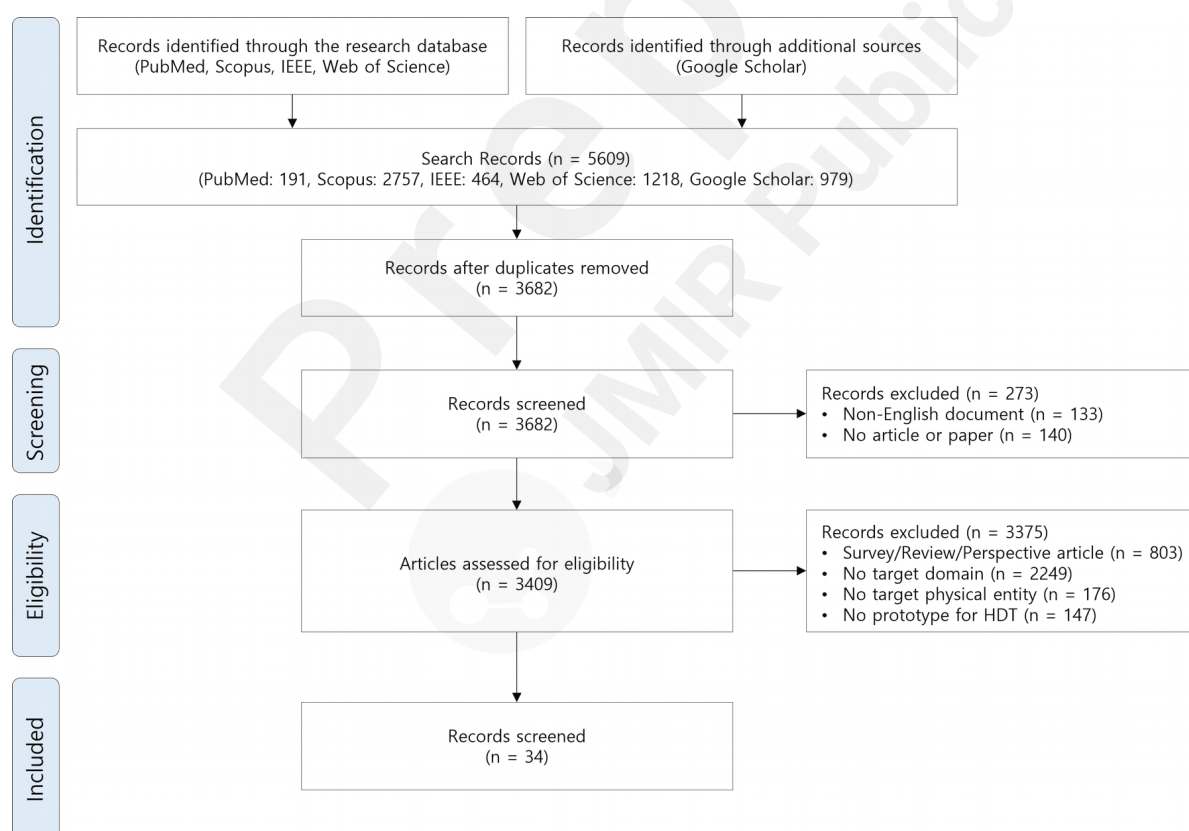 Identification
Records identified through the research database
(PubMed, Scopus, IEEE, Web of Science)
Records identified through additional sources
(Google Scholar)
Search Records (n = 5609)
(PubMed: 191, Scopus: 2757, IEEE: 464, Web of Science: 1218, Google Scholar: 979)
Records after duplicates removed
(n = 3682)
Screening
Records screened
(n = 3682)
Records excluded (n = 273)
• Non-English document (n = 133)
• No article or paper (n = 140)
Eligibility
Articles assessed for eligibility
(n = 3409)
Records excluded (n = 3375)
• Survey/Review/Perspective article (n = 803)
• No target domain (n = 2249)
• No target physical entity (n = 176)
• No prototype for HDT (n = 147)
Included
Records screened
(n = 34)
Prep
JMIR Public